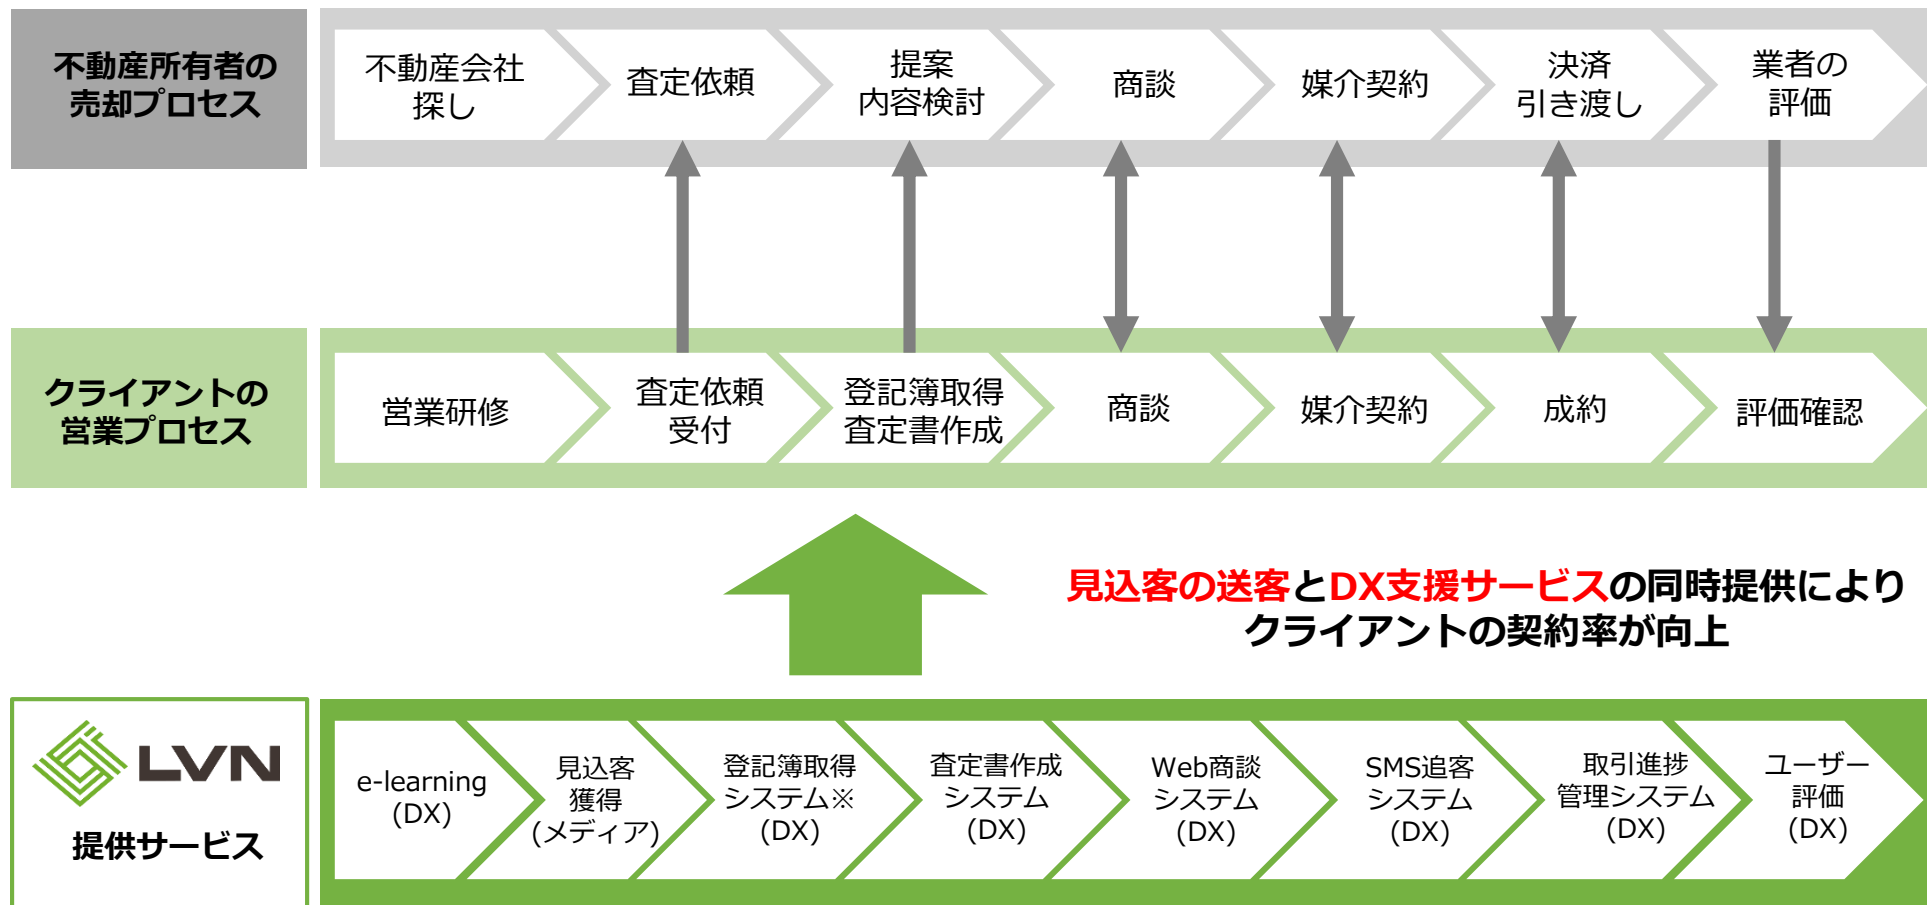 不動産所有者の
売却プロセス
不動産会社
探し
査定依頼
提案
内容検討
商談
媒介契約
決済
引き渡し
業者の
評価
クライアントの
営業プロセス
営業研修
査定依頼
受付
登記簿取得
査定書作成
商談
媒介契約
成約
評価確認
見込客の送客とDX支援サービスの同時提供により
クライアントの契約率が向上
LVN
提供サービス
e-learning
(DX)
見込客
獲得
(メディア)
登記簿取得
システム※
(DX)
査定書作成
システム
(DX)
Web商談
システム
(DX)
SMS追客
システム
(DX)
取引進捗
管理システム
(DX)
ユーザー
評価
(DX)